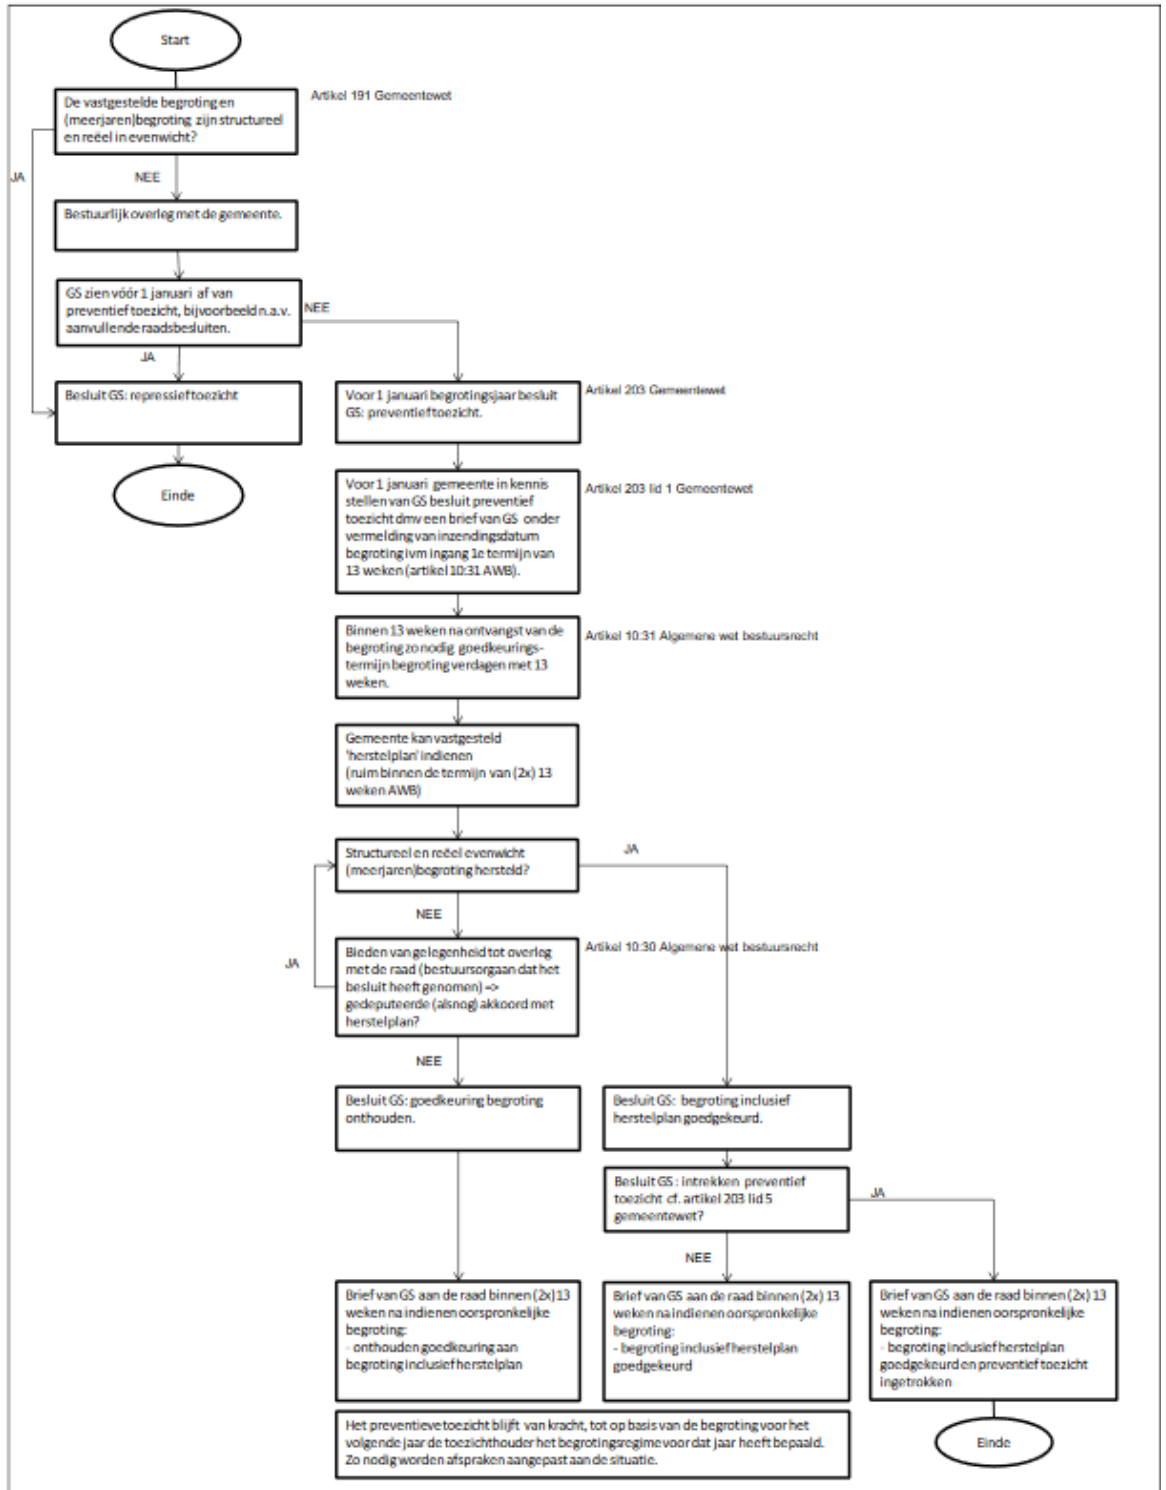 Start
Artikel 191 Gemeentewet
De vastgestelde begroting en
(meerjaren)begroting zijn structureel
en reëel in evenwicht?
JA
NEE
Bestuurlijk overleg met de gemeente.
GS zien vóór 1 januari af van
preventief toezicht, bijvoorbeeld n.a.v.
aanvullende raadsbesluiten.
NEE
JA
Besluit GS: repressief toezicht
Einde
Voor 1 januari begrotingsjaar besluit
GS: preventief toezicht.
Artikel 203 Gemeentewet
Voor 1 januari gemeente in kennis
stellen van GS besluit preventief
toezicht dmv een brief van GS onder
vermelding van inzendingsdatum
begroting ivm ingang 1e termijn van
13 weken (artikel 10:31 AWB).
Artikel 203 lid 1 Gemeentewet
Binnen 13 weken na ontvangst van de
begroting zo nodig goedkeurings-
termijn begroting verdagen met 13
weken.
Artikel 10:31 Algemene wet bestuursrecht
Gemeente kan vastgesteld
'herstelplan' indienen
(ruim binnen de termijn van (2x) 13
weken AWB)
Structureel en reëel evenwicht
(meerjaren)begroting hersteld?
JA
NEE
Bieden van gelegenheid tot overleg
met de raad (bestuursorgaan dat het
besluit heeft genomen) =>
gedeputeerde (alsnog) akkoord met
herstelplan?
Artikel 10:30 Algemene wet bestuursrecht
JA
NEE
Besluit GS: goedkeuring begroting
onthouden.
Besluit GS: begroting inclusief
herstelplan goedgekeurd.
Besluit GS: intrekken preventief
toezicht cf. artikel 203 lid 5
gemeentewet?
JA
NEE
Brief van GS aan de raad binnen (2x)13
weken na indienen oorspronkelijke
begroting:
- onthouden goedkeuring aan
begroting inclusief herstelplan
Brief van GS aan de raad binnen (2x) 13
weken na indienen oorspronkelijke
begroting:
- begroting inclusief herstelplan
goedgekeurd
Brief van GS aan de raad binnen (2x) 13
weken na indienen oorspronkelijke
begroting:
- begroting inclusief herstelplan
goedgekeurd en preventief toezicht
ingetrokken
Het preventieve toezicht blijft van kracht, tot op basis van de begroting voor het
volgende jaar de toezichthouder het begrotingsregime voor dat jaar heeft bepaald.
Zo nodig worden afspraken aangepast aan de situatie.
Einde